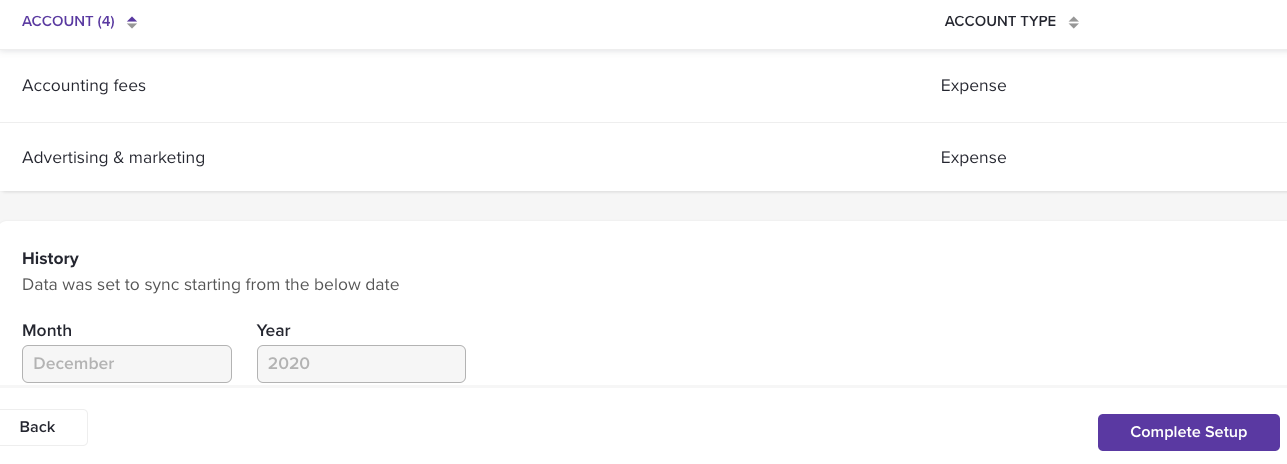 ACCOUNT (4) ACCOUNT TYPE
Accounting fees Expense
Advertising & marketing Expense
History
Data was set to sync starting from the below date
Month Year
December 2020
Back Complete Setup